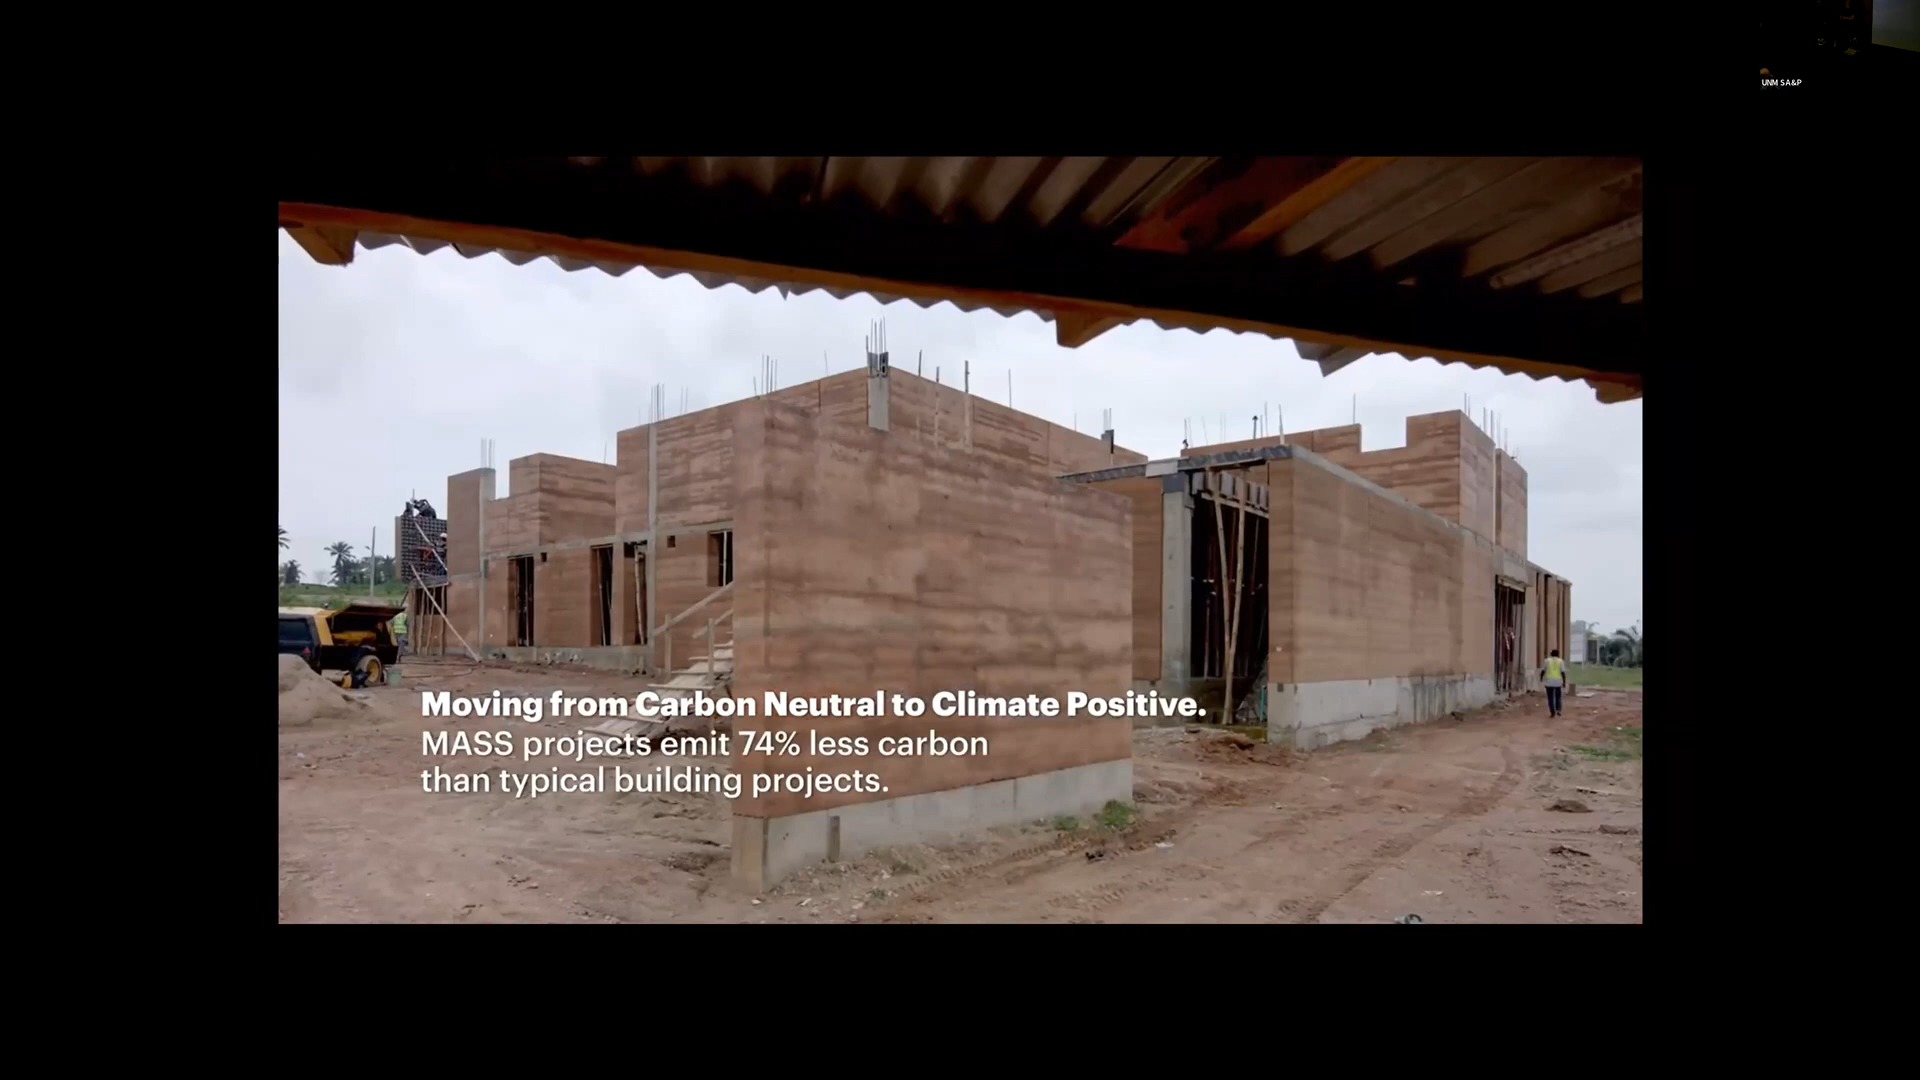 UNM SA&P
Moving from Carbon Neutral to Climate Positive.
MASS projects emit 74% less carbon
than typical building projects.